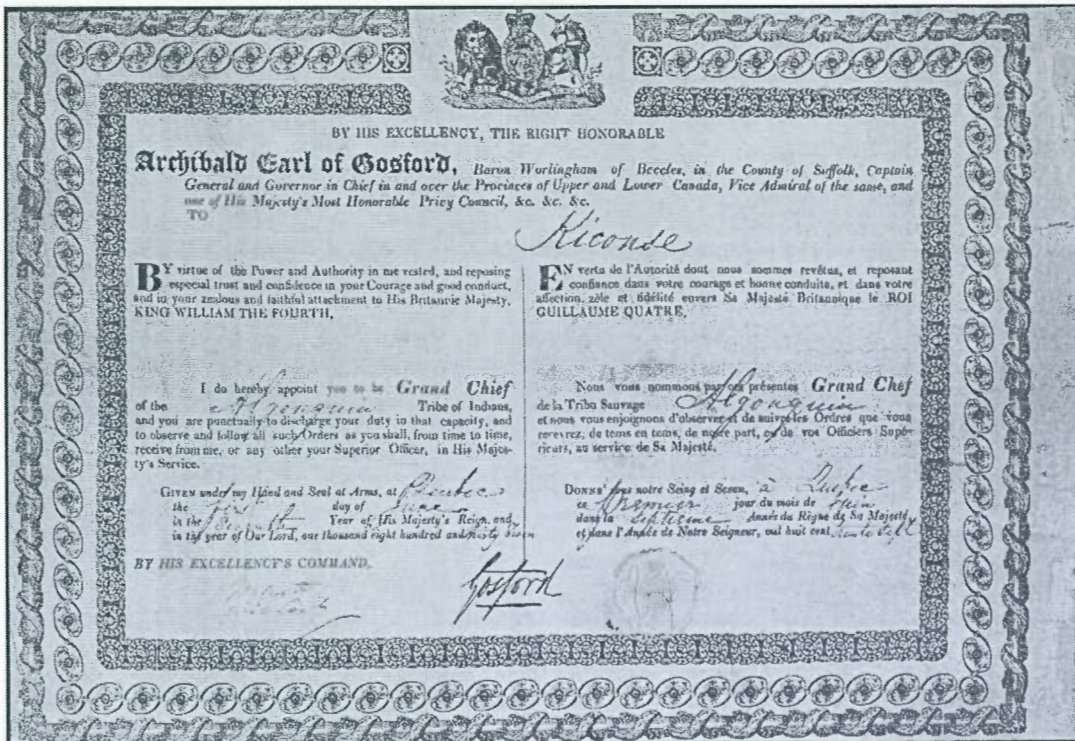 BY HIS EXCELLENCY, THE RIGHT HONORABLE
Archibald Earl of Gosford, Baron Worlingham of Beccles, in the County of Suffolk, Captain
General and Governor in Chief in and over the Provinces of Upper and Lower Canada, Vice Admiral of the same, and
one of His Majesty's Most Honorable Privy Council, &c. &c. &c.
TO
Kiconse
BY virtue of the Power and Authority in me vested, and reposing
especial trust and confidence in your Courage and good conduct,
and in your zealous and faithful attachment to His Britannic Majesty,
KING WILLIAM THE FOURTH,
I do hereby appoint you to be Grand Chief
of the Algonquin Tribe of Indians,
and you are punctually to discharge your duty in that capacity, and
to observe and follow all such Orders as you shall, from time to time,
receive from me, or any other your Superior Officer, in His Majes-
ty's Service.
GIVEN under my Hand and Seal at Arms, at Quebec
the first day of June
in the Seventh Year of His Majesty's Reign, and
in the year of Our Lord, one thousand eight hundred and thirty seven
BY HIS EXCELLENCY'S COMMAND,
EN vertu de l'Autorité dont nous sommes revêtus, et reposant
confiance dans votre courage et bonne conduite, et dans votre
affection, zèle et fidélité envers Sa Majesté Britannique le ROI
GUILLAUME QUATRE,
Nous vous nommons par ces présentes Grand Chef
de la Tribu Sauvage Algonquin
et nous vous enjoignons d'observer et de suivre les Ordres que vous
recevrez, de tems en tems, de notre part, ou de vos Officiers Supé-
rieurs, au service de Sa Majesté.
DONNÉ sous notre Seing et Sceau, à Quebec
ce Premier jour du mois de Juin
dans la septième Année du Règne de Sa Majesté
et dans l'Année de Notre Seigneur, mil huit cent trente sept
Gosford